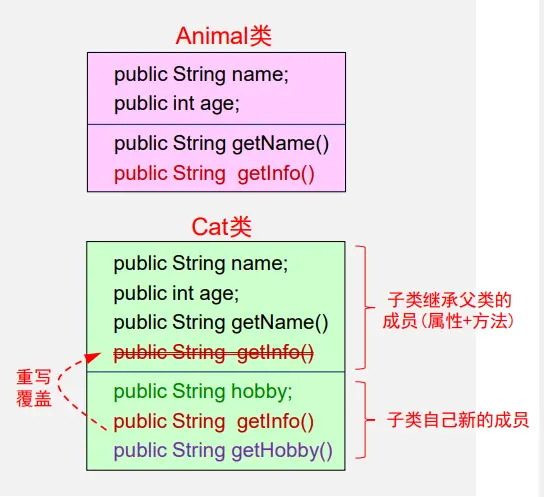 Animal类
public String name;
public int age;
public String getName()
public String  getInfo()
Cat类
public String name;
public int age;
public String getName()
public String  getInfo()
子类继承父类的
成员(属性+方法)
重写
覆盖
public String hobby;
public String  getInfo()
public String getHobby()
子类自己新的成员